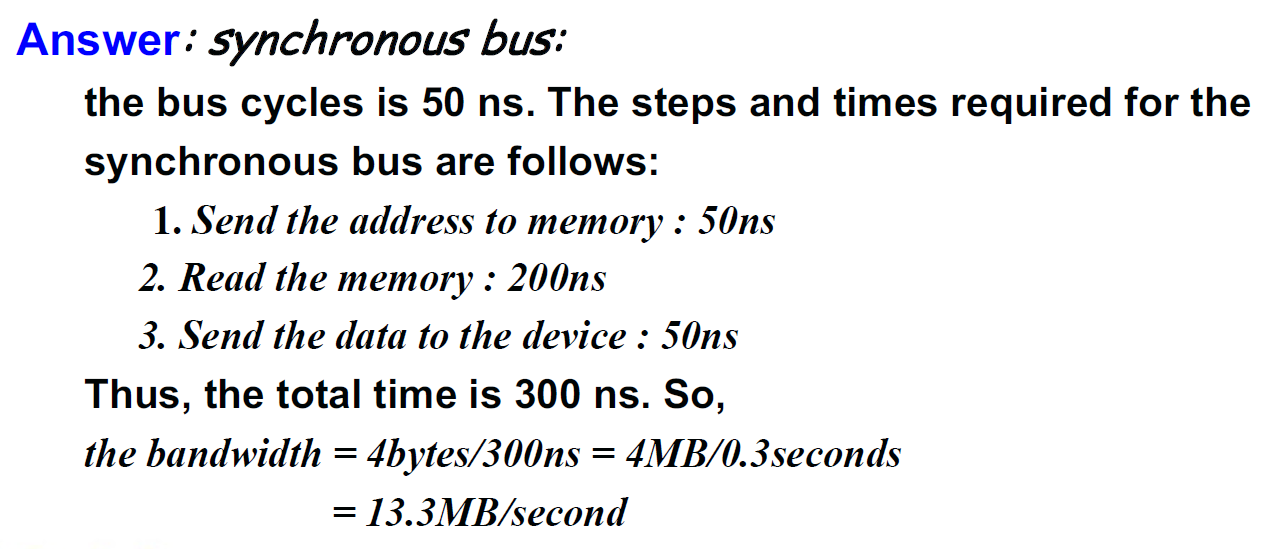 Answer: synchronous bus:
the bus cycles is 50 ns. The steps and times required for the
synchronous bus are follows:
1. Send the address to memory : 50ns
2. Read the memory : 200ns
3. Send the data to the device : 50ns
Thus, the total time is 300 ns. So,
the bandwidth = 4bytes/300ns = 4MB/0.3seconds
= 13.3MB/second